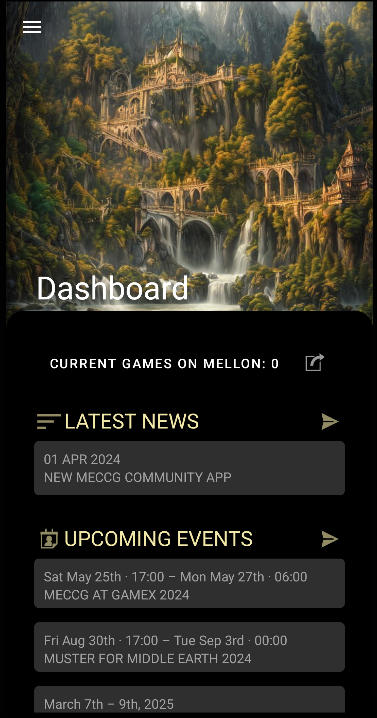 Dashboard
CURRENT GAMES ON MELLON: 0
LATEST NEWS
01 APR 2024
NEW MECCG COMMUNITY APP
UPCOMING EVENTS
Sat May 25th · 17:00 – Mon May 27th · 06:00
MECCG AT GAMEX 2024
Fri Aug 30th · 17:00 – Tue Sep 3rd · 00:00
MUSTER FOR MIDDLE EARTH 2024
March 7th – 9th, 2025